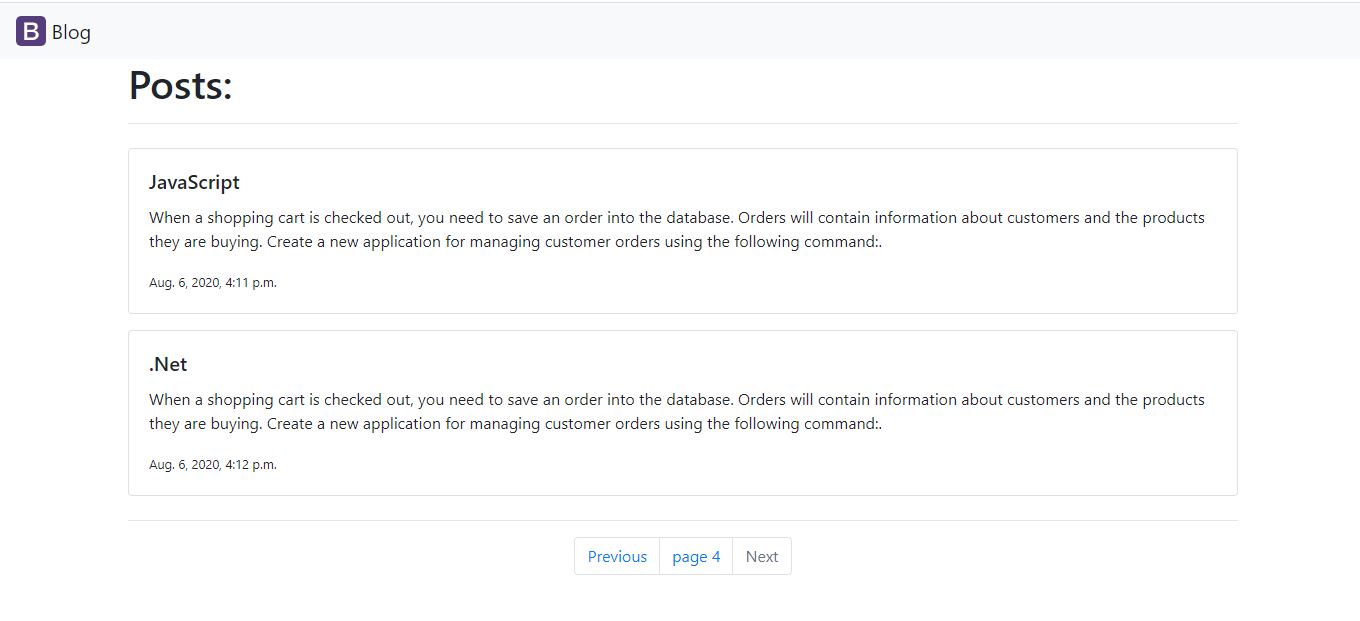 B Blog
Posts:
JavaScript
When a shopping cart is checked out, you need to save an order into the database. Orders will contain information about customers and the products
they are buying. Create a new application for managing customer orders using the following command:.
Aug. 6, 2020, 4:11 p.m.
.Net
When a shopping cart is checked out, you need to save an order into the database. Orders will contain information about customers and the products
they are buying. Create a new application for managing customer orders using the following command:.
Aug. 6, 2020, 4:12 p.m.
Previous page 4 Next